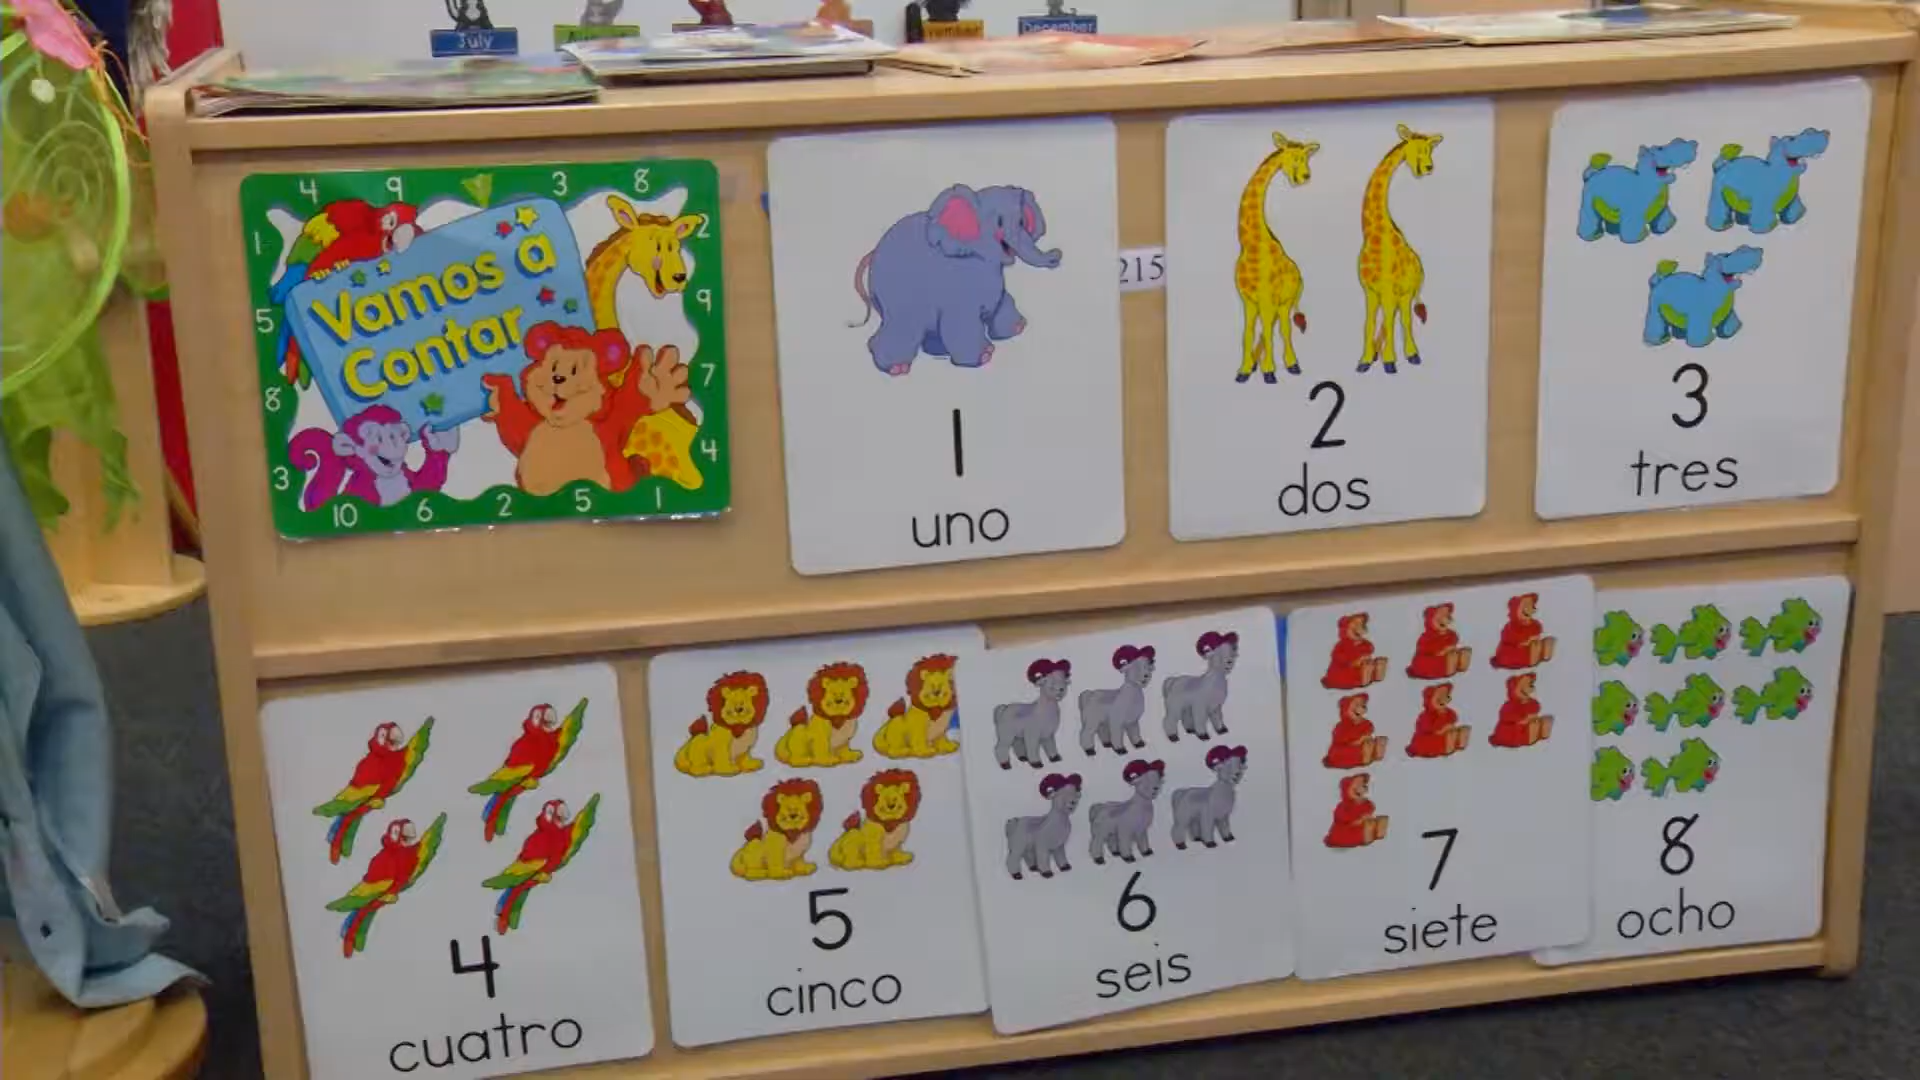 July
December
4 9 3 8
1
2
Vamos a
Contar
5
9
8
7
3
4
10 6 2 5 1
1
uno
215
2
dos
3
tres
4
cuatro
5
cinco
6
seis
7
siete
8
ocho